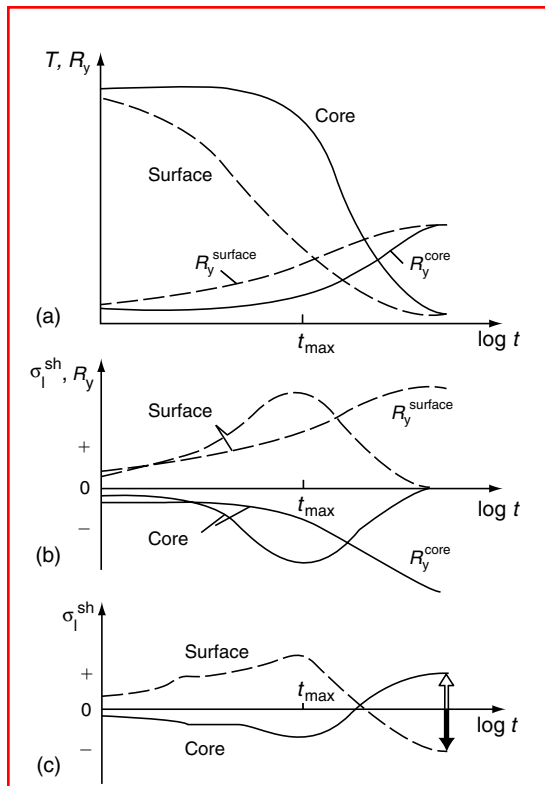 T, R_y
Core
Surface
R_y^surface
R_y^core
(a)
t_max
log t
σ_l^sh, R_y
Surface
R_y^surface
+
0
t_max
log t
−
Core
(b)
R_y^core
σ_l^sh
Surface
+
t_max
0
log t
−
Core
(c)